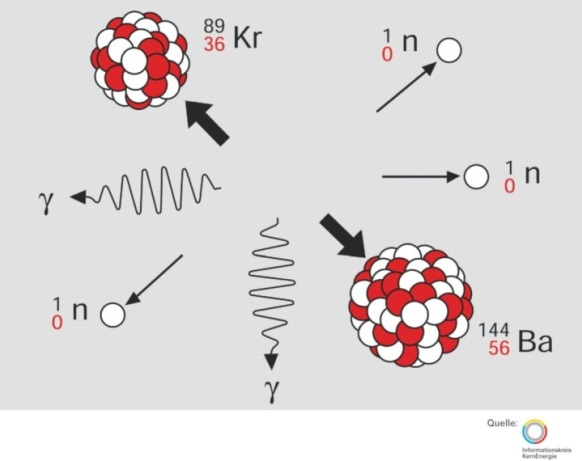 89
36 Kr
1
0 n
γ
1
0 n
1
0 n
144
56 Ba
γ
Quelle:
Informationskreis
KernEnergie